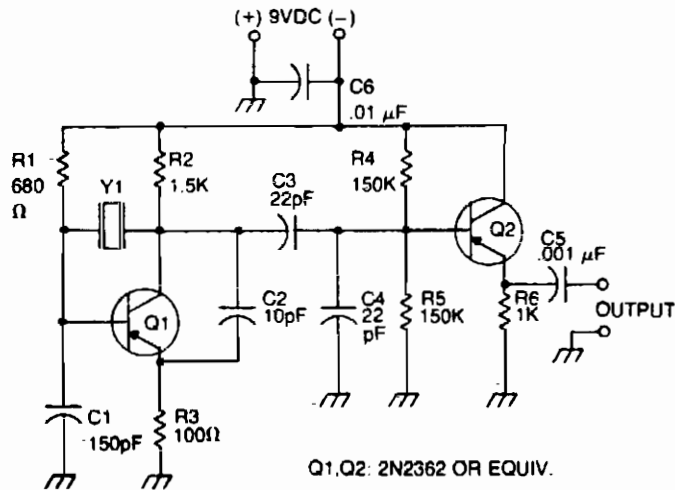 (+) 9VDC (-)
C6
.01 µF
R1
680
Ω
Y1
R2
1.5K
C3
22pF
R4
150K
Q2
C5
.001 µF
Q1
C2
10pF
C4
22
pF
R5
150K
R6
1K
OUTPUT
C1
150pF
R3
100Ω
Q1,Q2: 2N2362 OR EQUIV.